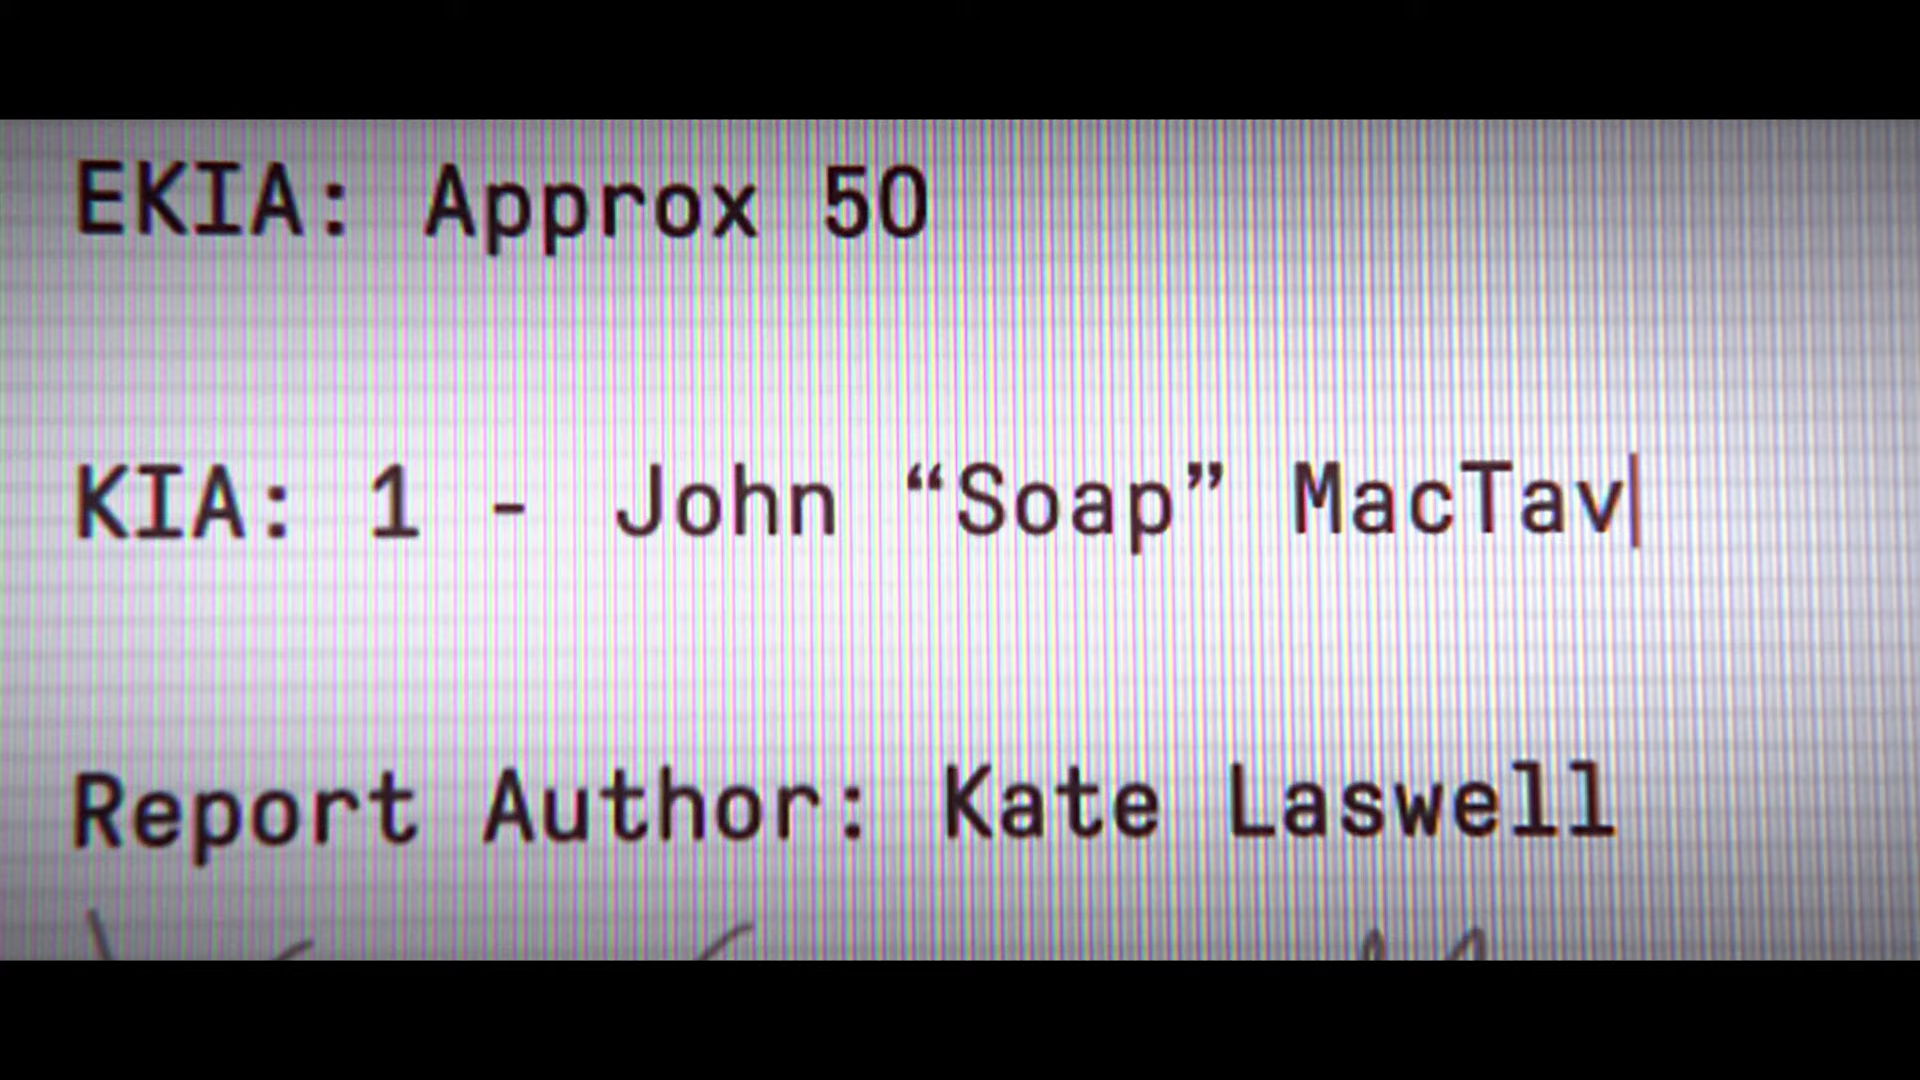 EKIA: Approx 50
KIA: 1 - John “Soap” MacTav
Report Author: Kate Laswell